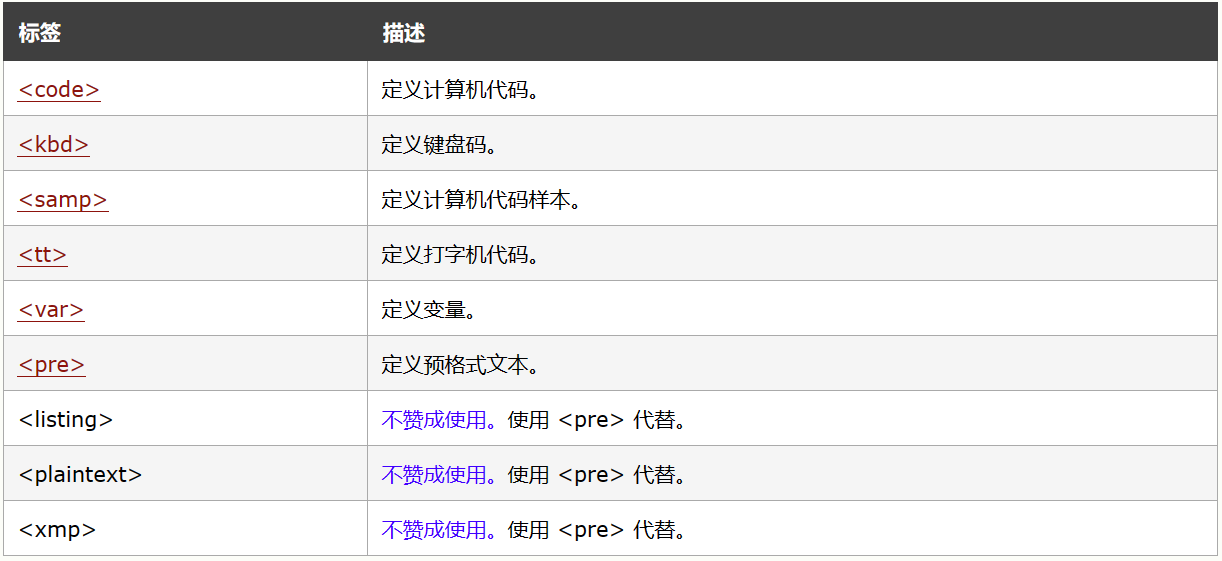 标签 描述
<code> 定义计算机代码。
<kbd> 定义键盘码。
<samp> 定义计算机代码样本。
<tt> 定义打字机代码。
<var> 定义变量。
<pre> 定义预格式文本。
<listing> 不赞成使用。使用 <pre> 代替。
<plaintext> 不赞成使用。使用 <pre> 代替。
<xmp> 不赞成使用。使用 <pre> 代替。